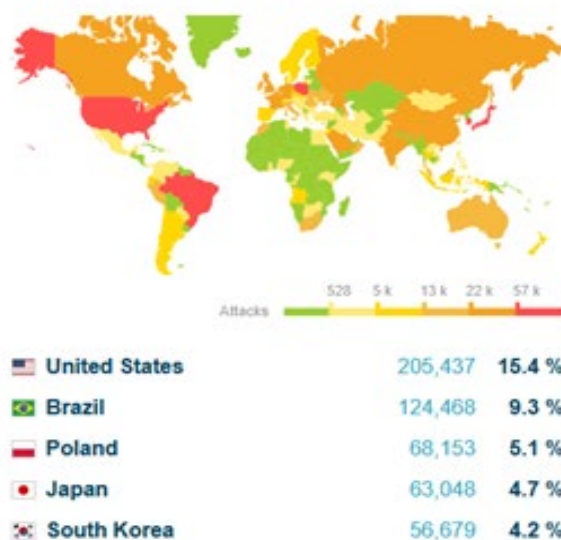 528 5 k 13 k 22 k 57 k
Attacks
United States 205,437 15.4 %
Brazil 124,468 9.3 %
Poland 68,153 5.1 %
Japan 63,048 4.7 %
South Korea 56,679 4.2 %